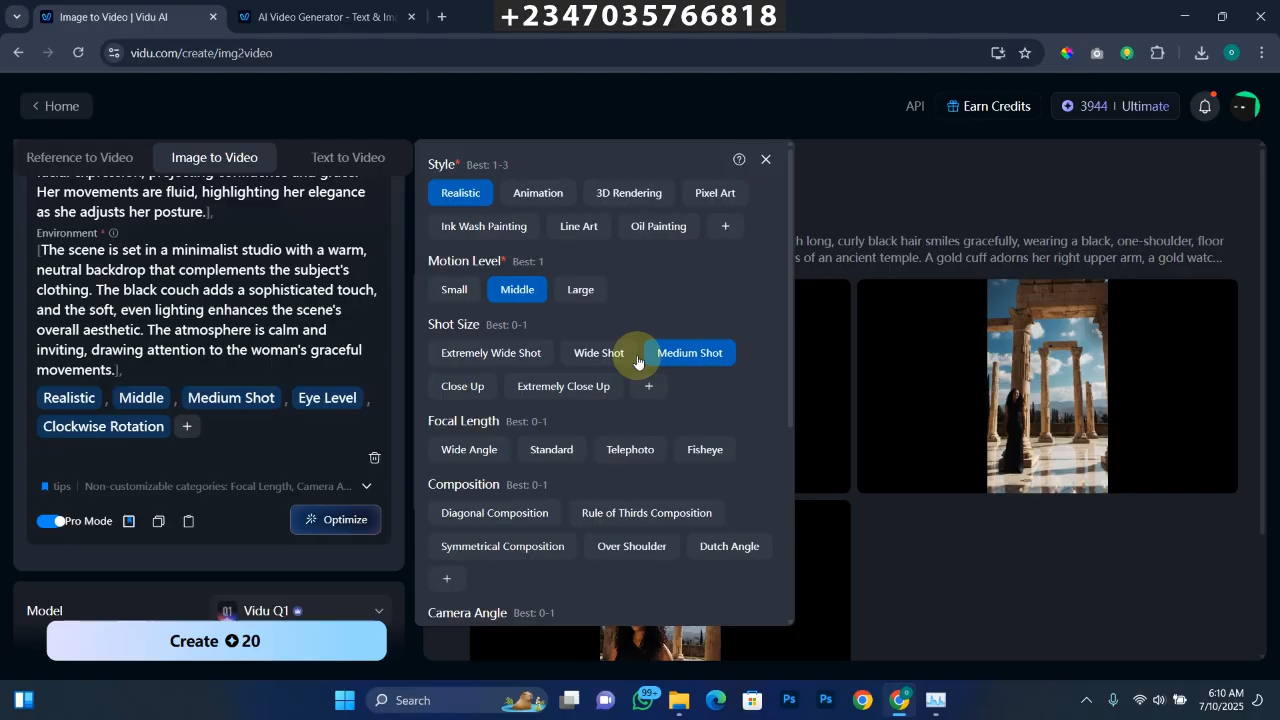 Image to Video | Vidu AI
AI Video Generator - Text & Im
+2347035766818
vidu.com/create/img2video
Home
API
Earn Credits
3944 | Ultimate
Reference to Video
Image to Video
Text to Video
facial expression, projecting confidence and grace.
Her movements are fluid, highlighting her elegance
as she adjusts her posture.],
Environment *
[The scene is set in a minimalist studio with a warm,
neutral backdrop that complements the subject's
clothing. The black couch adds a sophisticated touch,
and the soft, even lighting enhances the scene's
overall aesthetic. The atmosphere is calm and
inviting, drawing attention to the woman's graceful
movements.],
Realistic , Middle , Medium Shot , Eye Level ,
Clockwise Rotation +
tips Non-customizable categories: Focal Length, Camera A...
Pro Mode
Optimize
Model
Vidu Q1
Create 20
Style* Best: 1-3
Realistic Animation 3D Rendering Pixel Art
Ink Wash Painting Line Art Oil Painting +
Motion Level* Best: 1
Small Middle Large
Shot Size Best: 0-1
Extremely Wide Shot Wide Shot Medium Shot
Close Up Extremely Close Up +
Focal Length Best: 0-1
Wide Angle Standard Telephoto Fisheye
Composition Best: 0-1
Diagonal Composition Rule of Thirds Composition
Symmetrical Composition Over Shoulder Dutch Angle
+
Camera Angle Best: 0-1
h long, curly black hair smiles gracefully, wearing a black, one-shoulder, floor
s of an ancient temple. A gold cuff adorns her right upper arm, a gold watc...
Search
99+
6:10 AM
7/10/2025